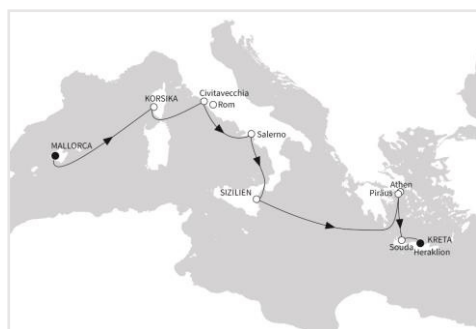 Civitavecchia
KORSIKA
Rom
Salerno
MALLORCA
SIZILIEN
Athen
Piräus
KRETA
Souda
Heraklion